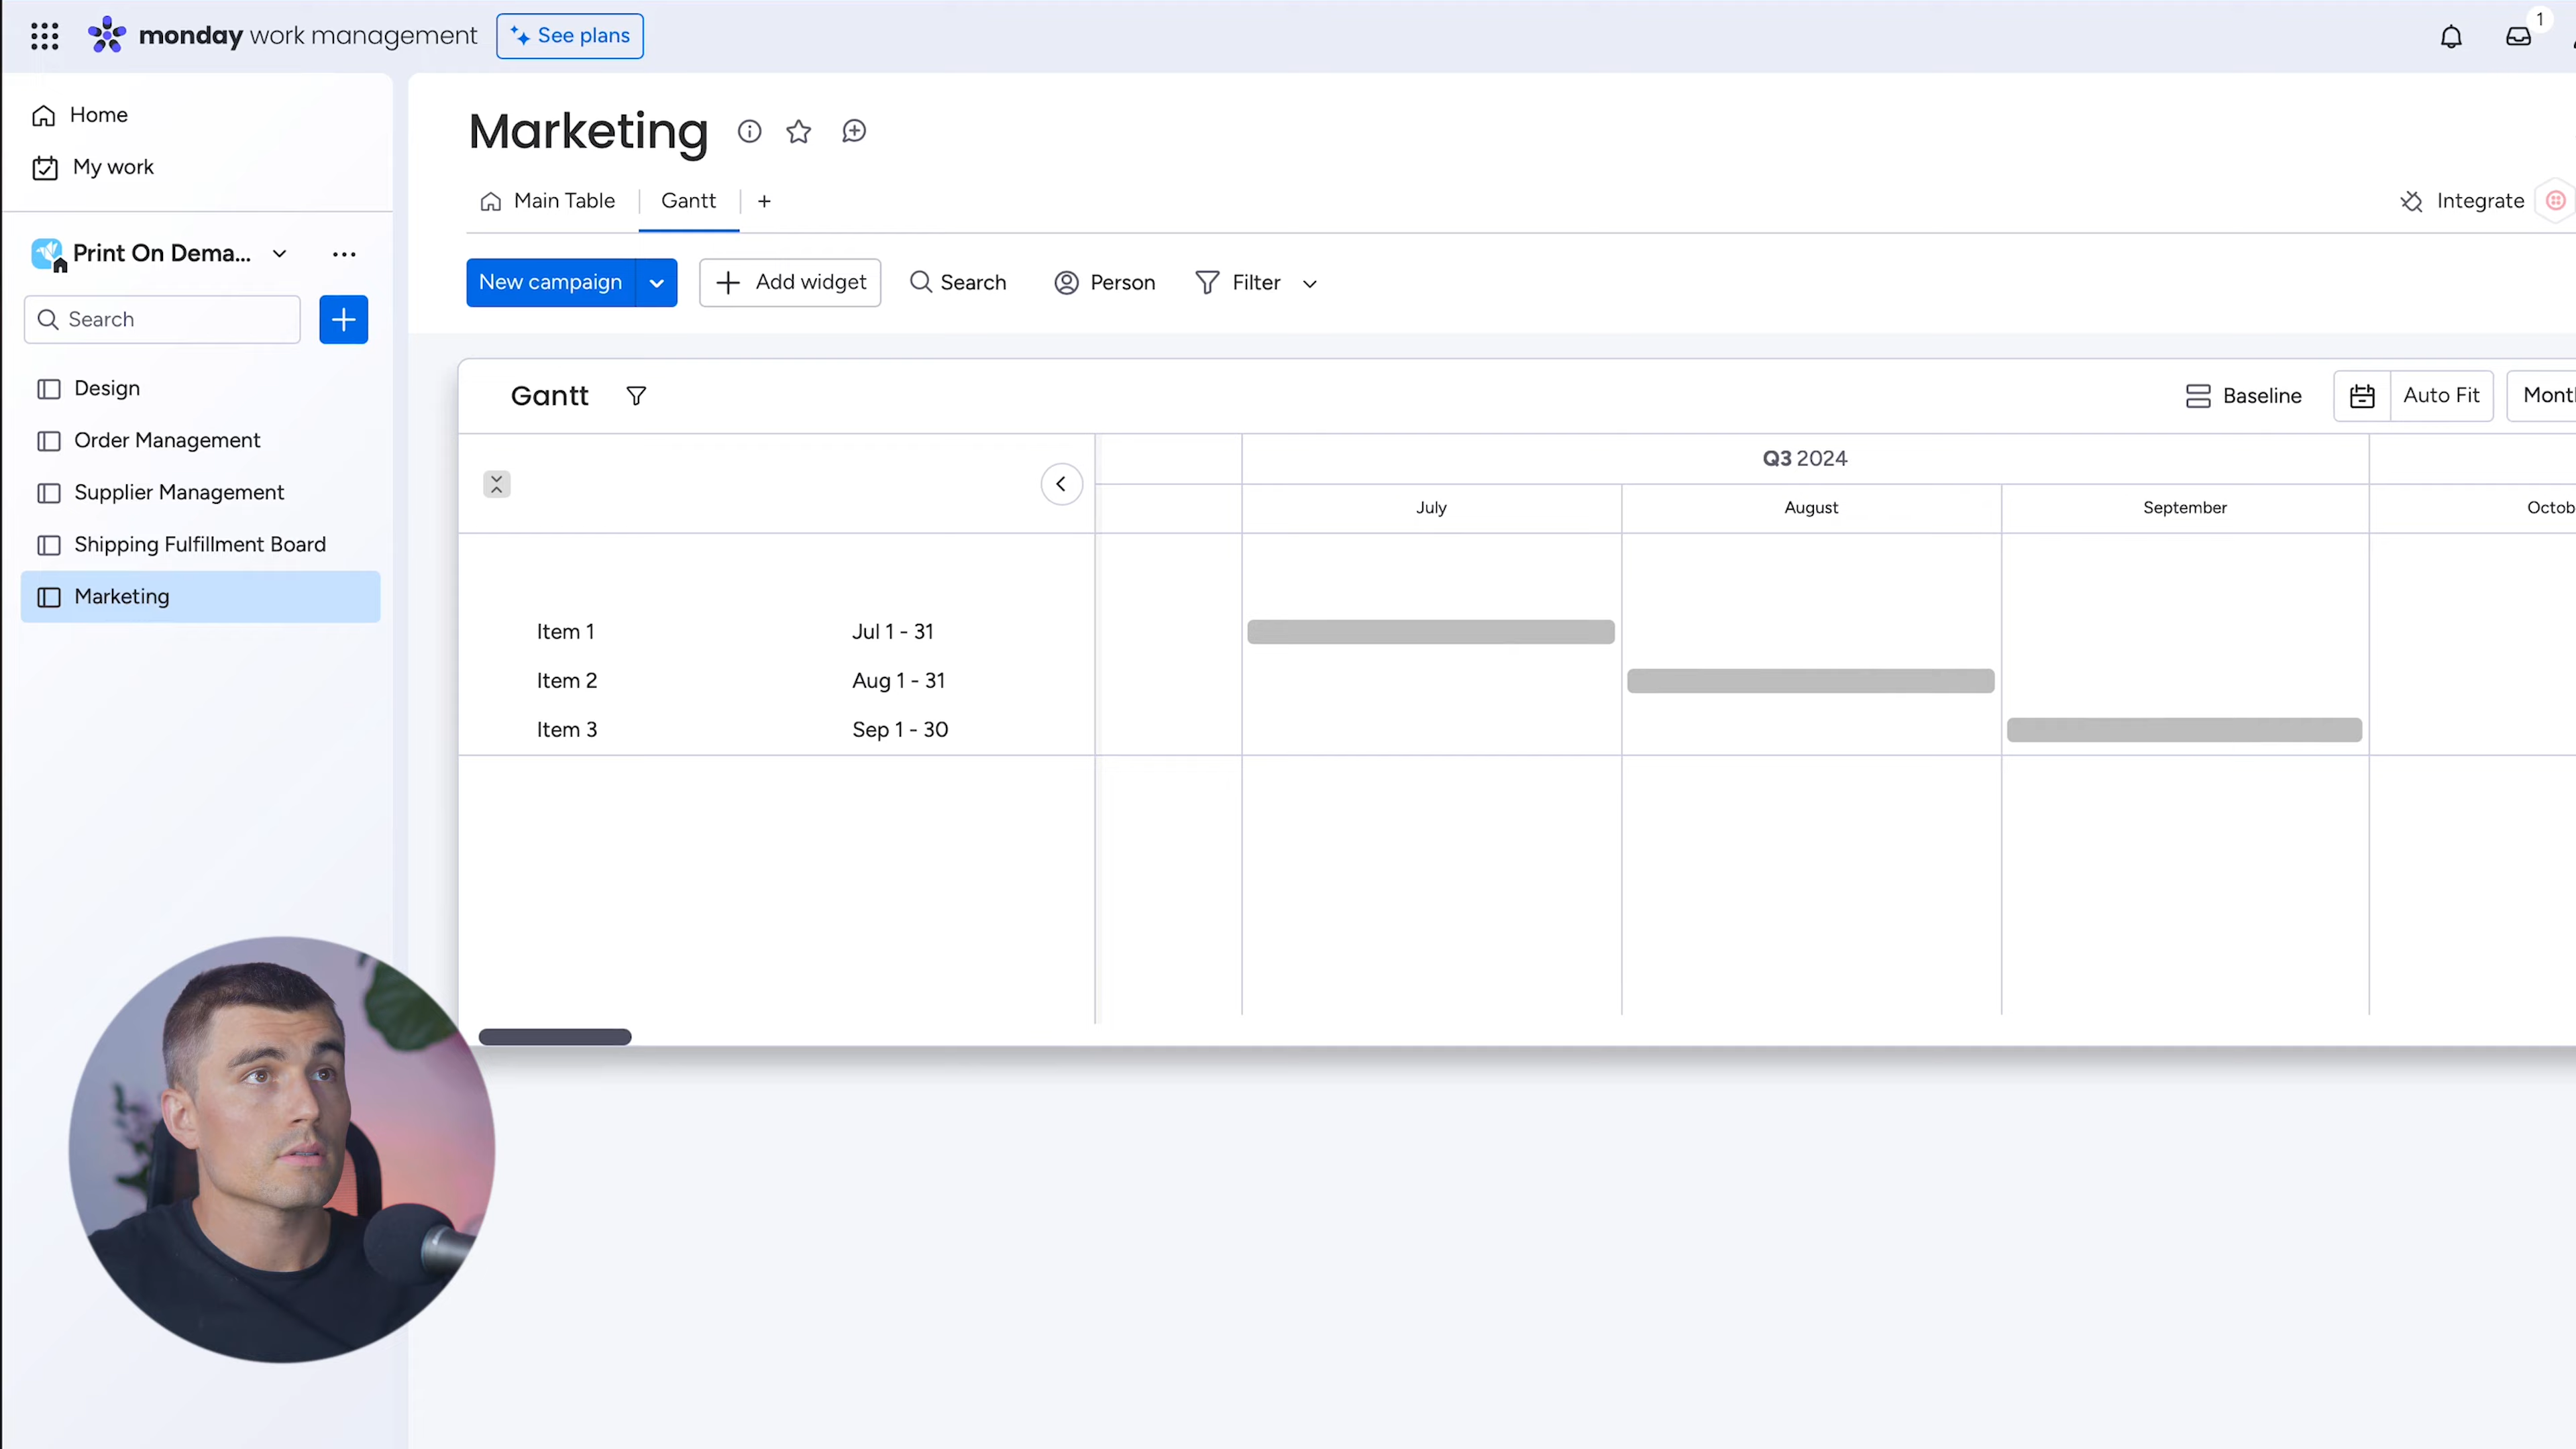 monday work management
See plans
1
Home
My work
Print On Dema...
Search
Design
Order Management
Supplier Management
Shipping Fulfillment Board
Marketing
Marketing
Main Table
Gantt
+
Integrate
New campaign
Add widget
Search
Person
Filter
Gantt
Baseline
Auto Fit
Q3 2024
July
August
September
Item 1
Jul 1 - 31
Item 2
Aug 1 - 31
Item 3
Sep 1 - 30